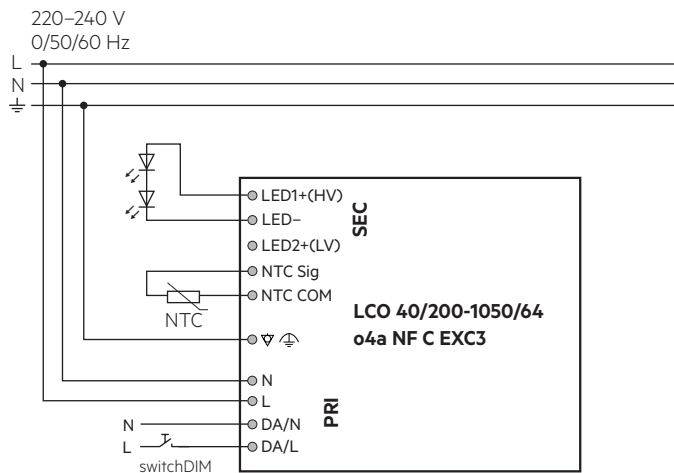 220–240 V
0/50/60 Hz
L
N
LED1+(HV)
LED–
SEC
LED2+(LV)
NTC Sig
NTC COM
NTC
LCO 40/200-1050/64
o4a NF C EXC3
N
L
PRI
N
DA/N
L
DA/L
switchDIM